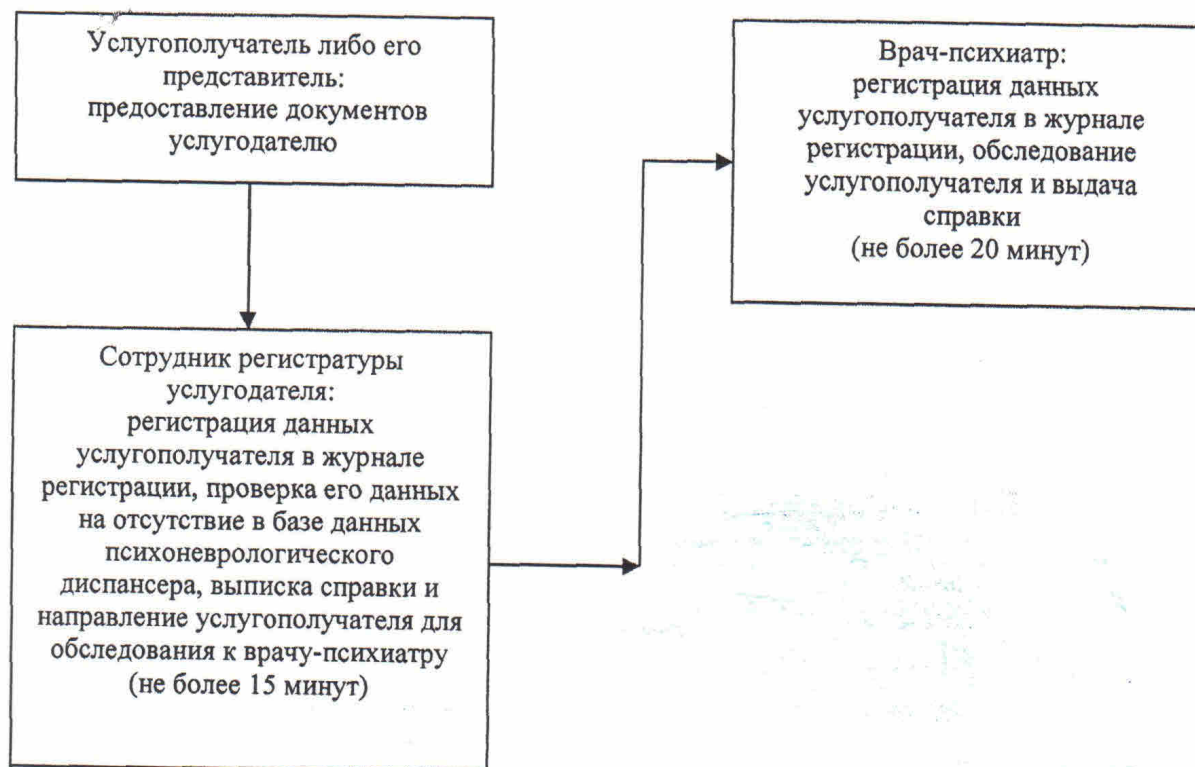 Услугополучатель либо его
представитель:
предоставление документов
услугодателю
Врач-психиатр:
регистрация данных
услугополучателя в журнале
регистрации, обследование
услугополучателя и выдача
справки
(не более 20 минут)
Сотрудник регистратуры
услугодателя:
регистрация данных
услугополучателя в журнале
регистрации, проверка его данных
на отсутствие в базе данных
психоневрологического
диспансера, выписка справки и
направление услугополучателя для
обследования к врачу-психиатру
(не более 15 минут)